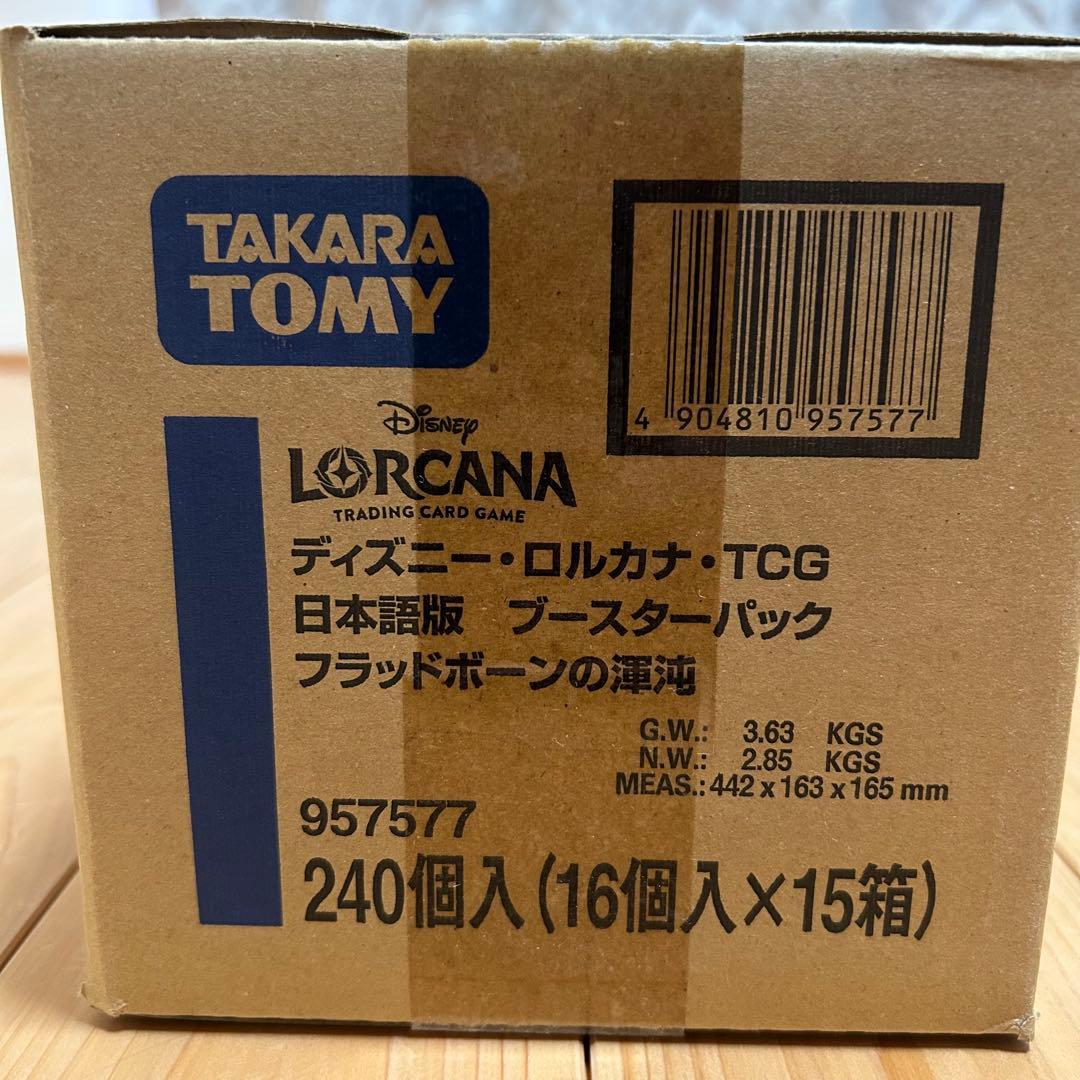 TAKARA
TOMY
4 904810 957577
Disney
LORCANA
TRADING CARD GAME
ディズニー・ロルカナ・TCG
日本語版 ブースターパック
フラッドボーンの渾沌
G.W.: 3.63 KGS
N.W.: 2.85 KGS
MEAS.: 442 x 163 x 165 mm
957577
240個入(16個入×15箱)